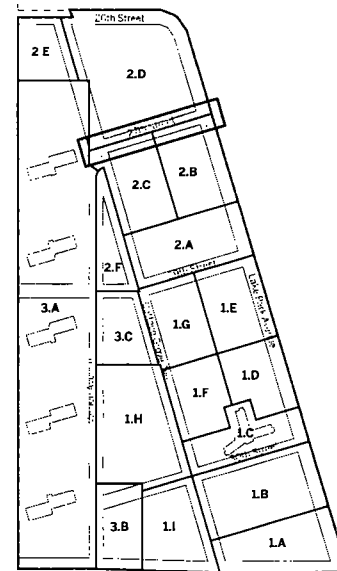 26th Street
2 E
2.D
2.C
2.B
2.A
2.F
3.A
1.E
Lake Park Avenue
1.G
3.C
1.D
1.F
1.H
1.C
1.B
3.B
1.I
1.A